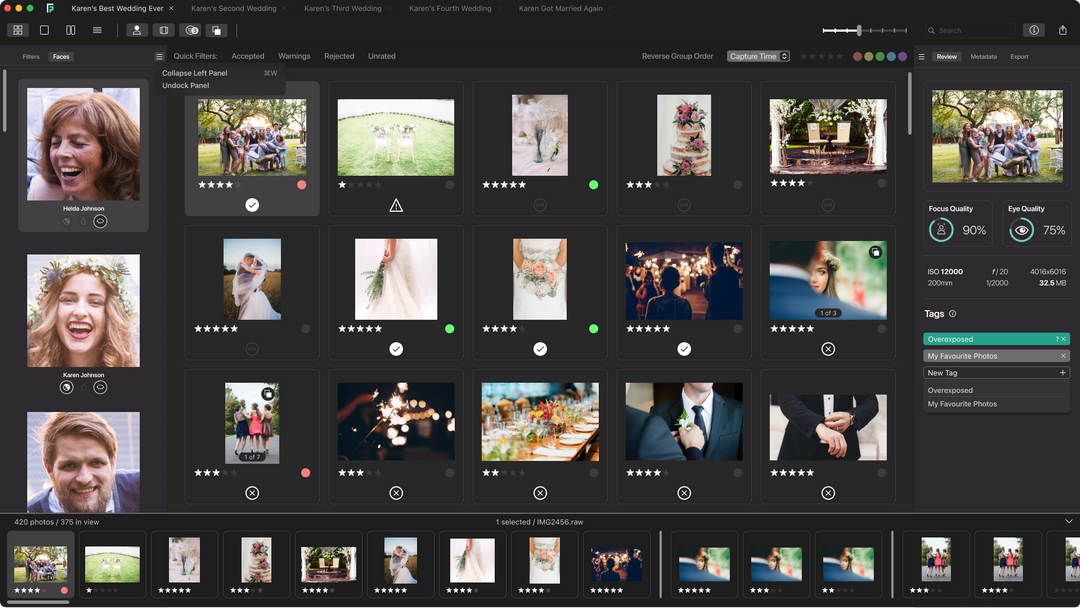 Karen's Best Wedding Ever
Karen's Second Wedding
Karen's Third Wedding
Karen's Fourth Wedding
Karen Got Married Again
Search
Filters
Faces
Quick Filters:
Accepted
Warnings
Rejected
Unrated
Reverse Group Order
Capture Time
Review
Metadata
Export
Collapse Left Panel ⌘W
Undock Panel
Helda Johnson
Karen Johnson
1 of 3
1 of 7
Focus Quality
90%
Eye Quality
75%
ISO 12000
f / 20
4016x6016
200mm
1/2000
32.5 MB
Tags
Overexposed ?
My Favourite Photos
New Tag
Overexposed
My Favourite Photos
420 photos / 375 in view
1 selected / IMG2456.raw